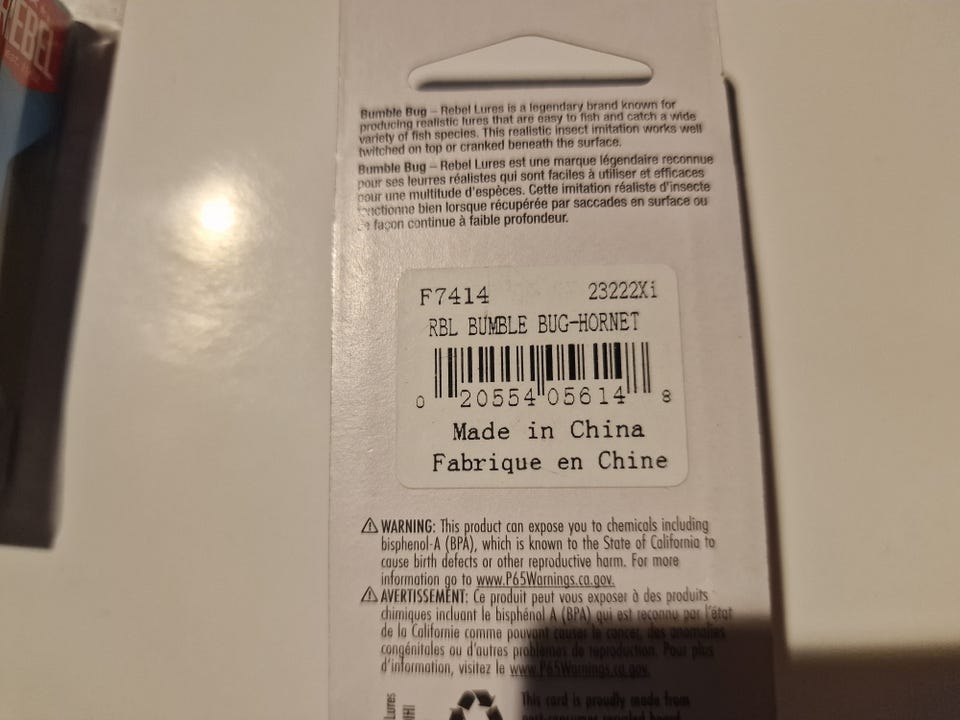 REBEL
Bumble Bug – Rebel Lures is a legendary brand known for
producing realistic lures that are easy to fish and catch a wide
variety of fish species. This realistic insect imitation works well
twitched on top or cranked beneath the surface.
Bumble Bug – Rebel Lures est une marque légendaire reconnue
pour ses leurres réalistes qui sont faciles à utiliser et efficaces
pour une multitude d'espèces. Cette imitation réaliste d'insecte
fonctionne bien lorsque récupérée par saccades en surface ou
de façon continue à faible profondeur.
F7414 23222Xi
RBL BUMBLE BUG-HORNET
0 20554 05614 8
Made in China
Fabrique en Chine
⚠ WARNING: This product can expose you to chemicals including
bisphenol-A (BPA), which is known to the State of California to
cause birth defects or other reproductive harm. For more
information go to www.P65Warnings.ca.gov.
⚠ AVERTISSEMENT: Ce produit peut vous exposer à des produits
chimiques incluant le bisphénol A (BPA) qui est reconnu par l'état
de la Californie comme pouvant causer le cancer, des anomalies
congénitales ou d'autres problèmes de reproduction. Pour plus
d'information, visitez le www.P65Warnings.ca.gov.
Lures
This card is proudly made from